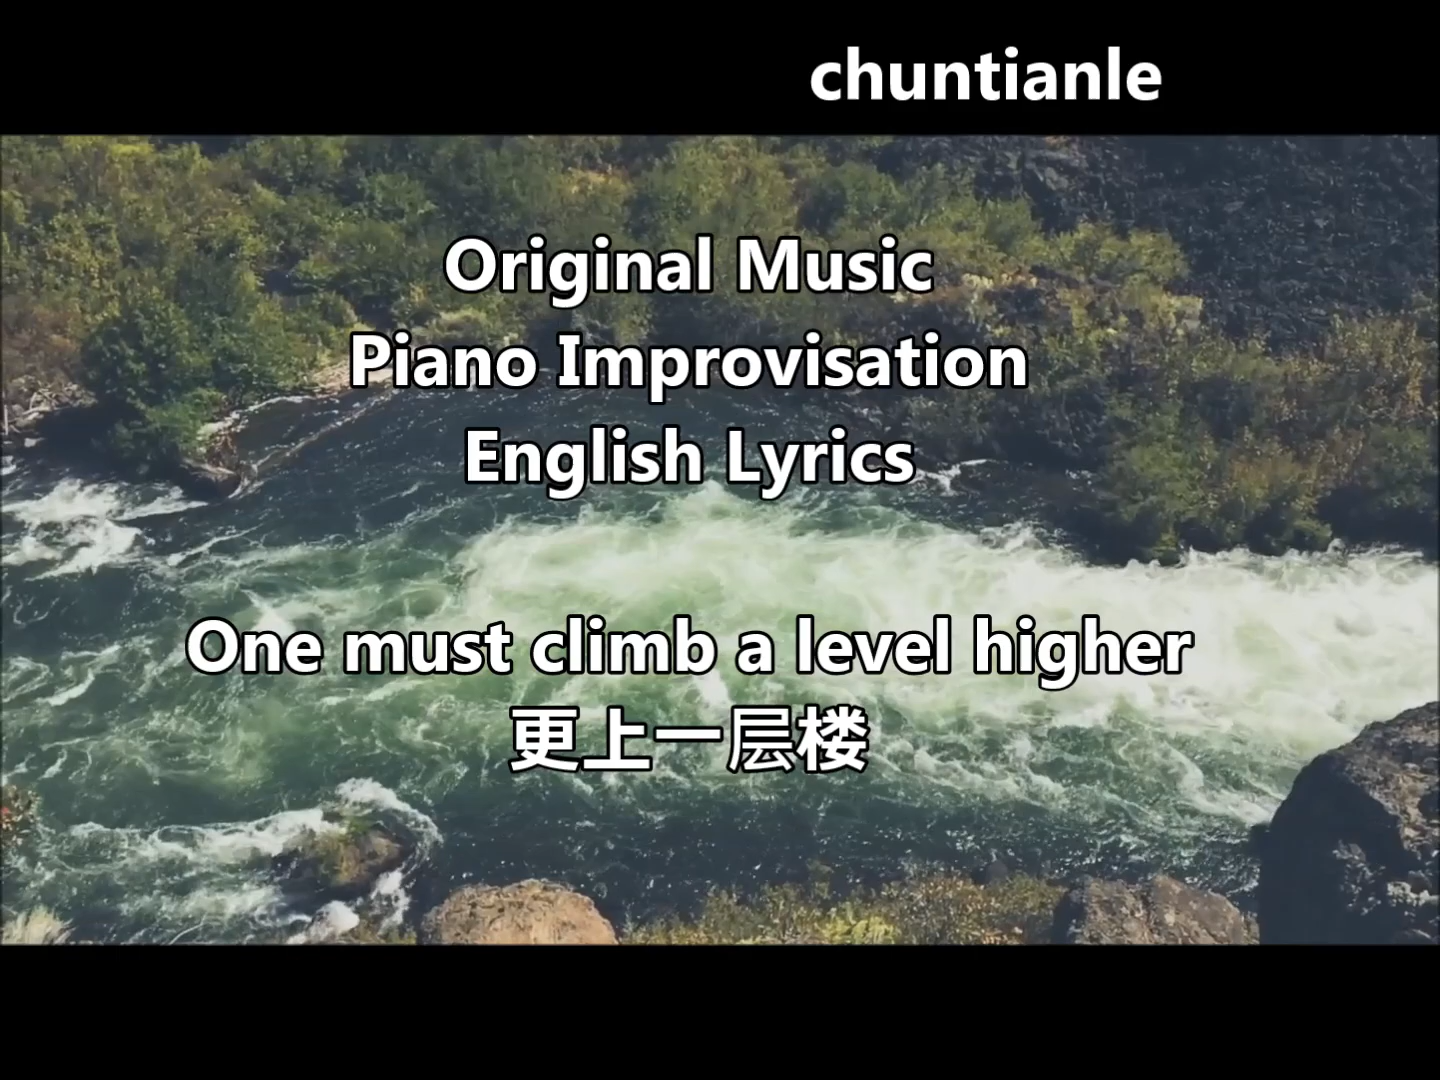 chuntianle
Original Music
Piano Improvisation
English Lyrics
One must climb a level higher
更上一层楼